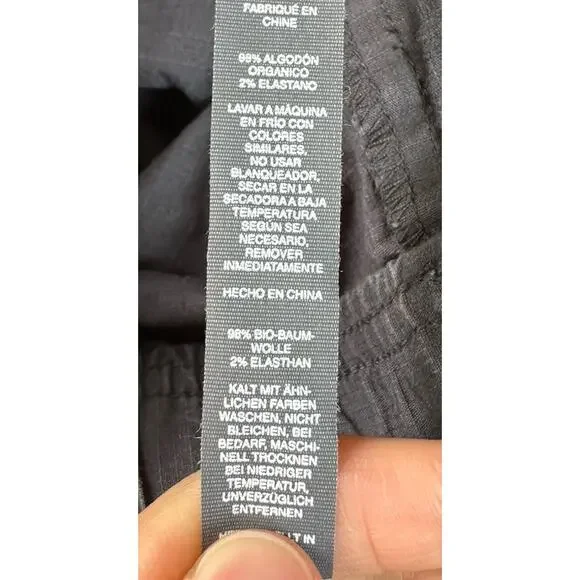 FABRIQUÉ EN
CHINE
98% ALGODÓN
ORGANICO
2% ELASTANO
LAVAR A MÁQUINA
EN FRÍO CON
COLORES
SIMILARES,
NO USAR
BLANQUEADOR,
SECAR EN LA
SECADORA A BAJA
TEMPERATURA
SEGÚN SEA
NECESARIO,
REMOVER
INMEDIATAMENTE
HECHO EN CHINA
98% BIO-BAUM-
WOLLE
2% ELASTHAN
KALT MIT ÄHN-
LICHEN FARBEN
WASCHEN, NICHT
BLEICHEN, BEI
BEDARF, MASCHI-
NELL TROCKNEN
BEI NIEDRIGER
TEMPERATUR,
UNVERZÜGLICH
ENTFERNEN
IN